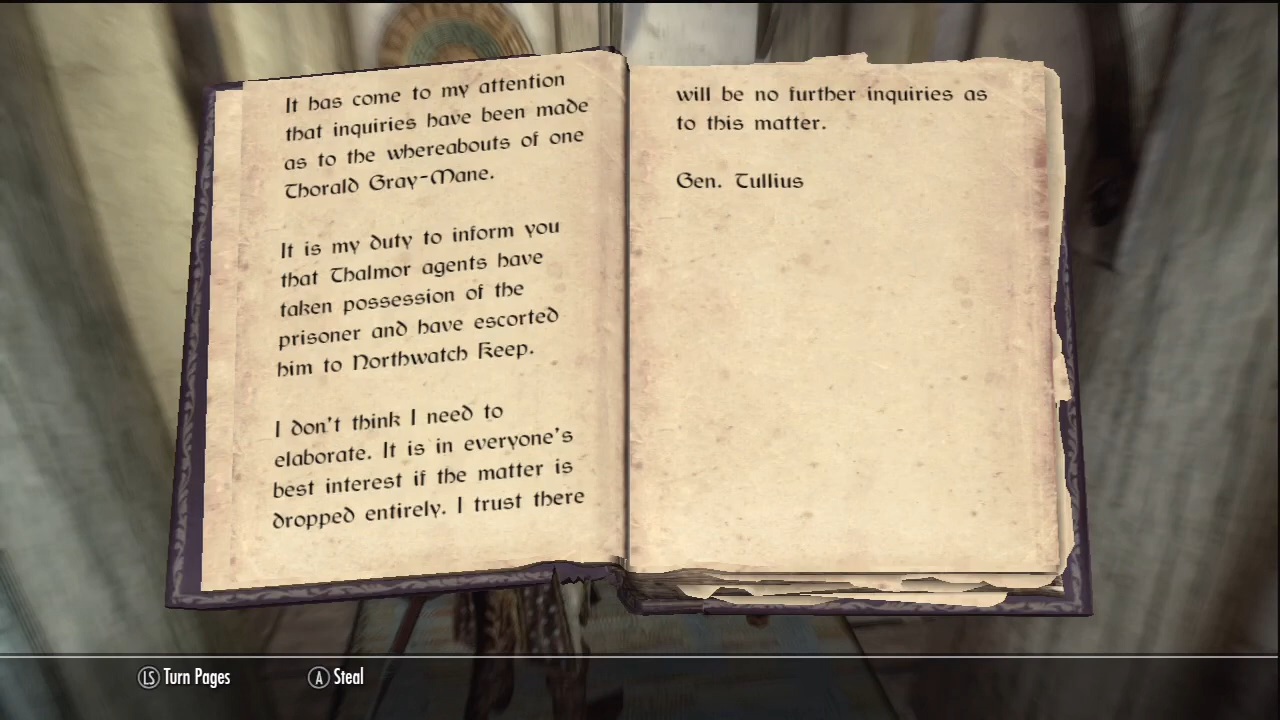 It has come to my attention
that inquiries have been made
as to the whereabouts of one
Thorald Gray-Mane.
It is my duty to inform you
that Thalmor agents have
taken possession of the
prisoner and have escorted
him to Northwatch Keep.
I don't think I need to
elaborate. It is in everyone's
best interest if the matter is
dropped entirely. I trust there
will be no further inquiries as
to this matter.
Gen. Tullius
LS Turn Pages
A Steal